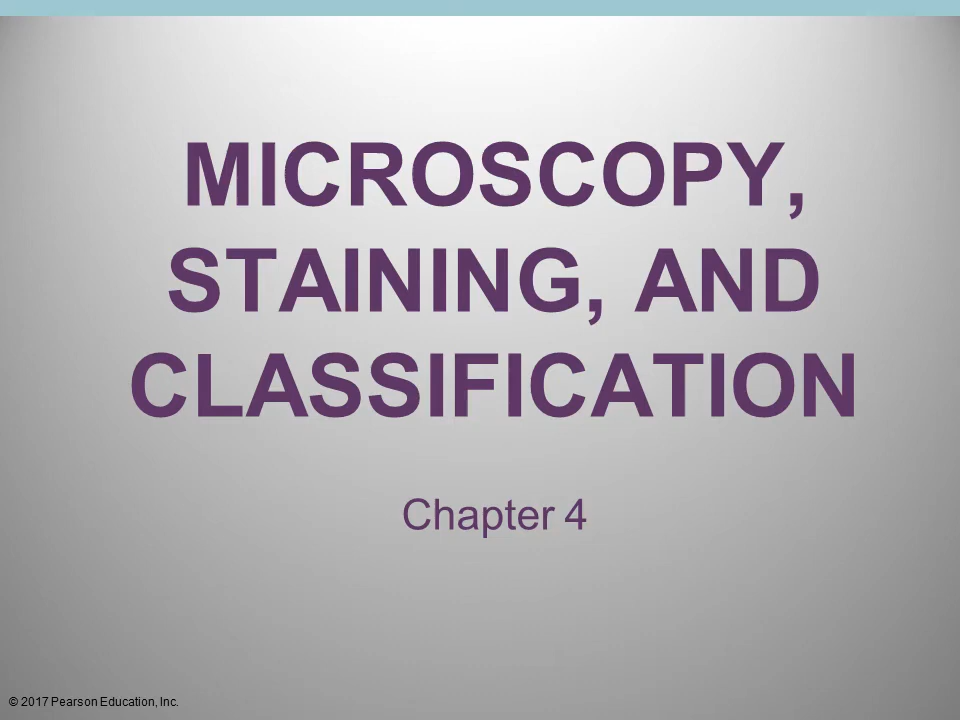 MICROSCOPY,
STAINING, AND
CLASSIFICATION
Chapter 4
© 2017 Pearson Education, Inc.